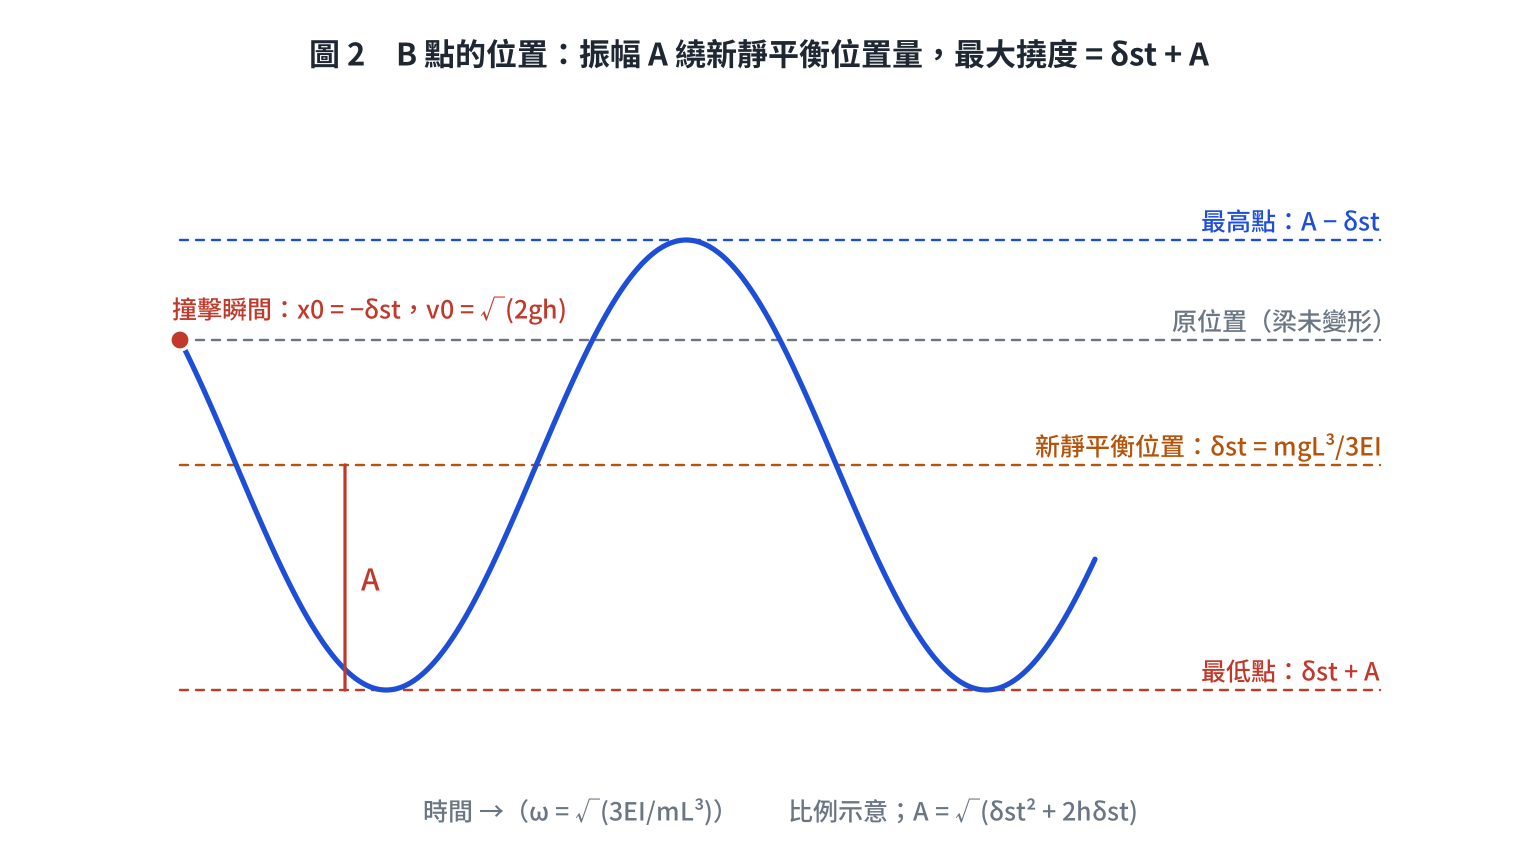 圖 2　B 點的位置：振幅 A 繞新靜平衡位置量，最大撓度 = δst + A
最高點：A − δst
撞擊瞬間：x0 = −δst，v0 = √(2gh)
原位置（梁未變形）
新靜平衡位置：δst = mgL³/3EI
A
最低點：δst + A
時間 →（ω = √(3EI/mL³)）　　比例示意；A = √(δst² + 2hδst)